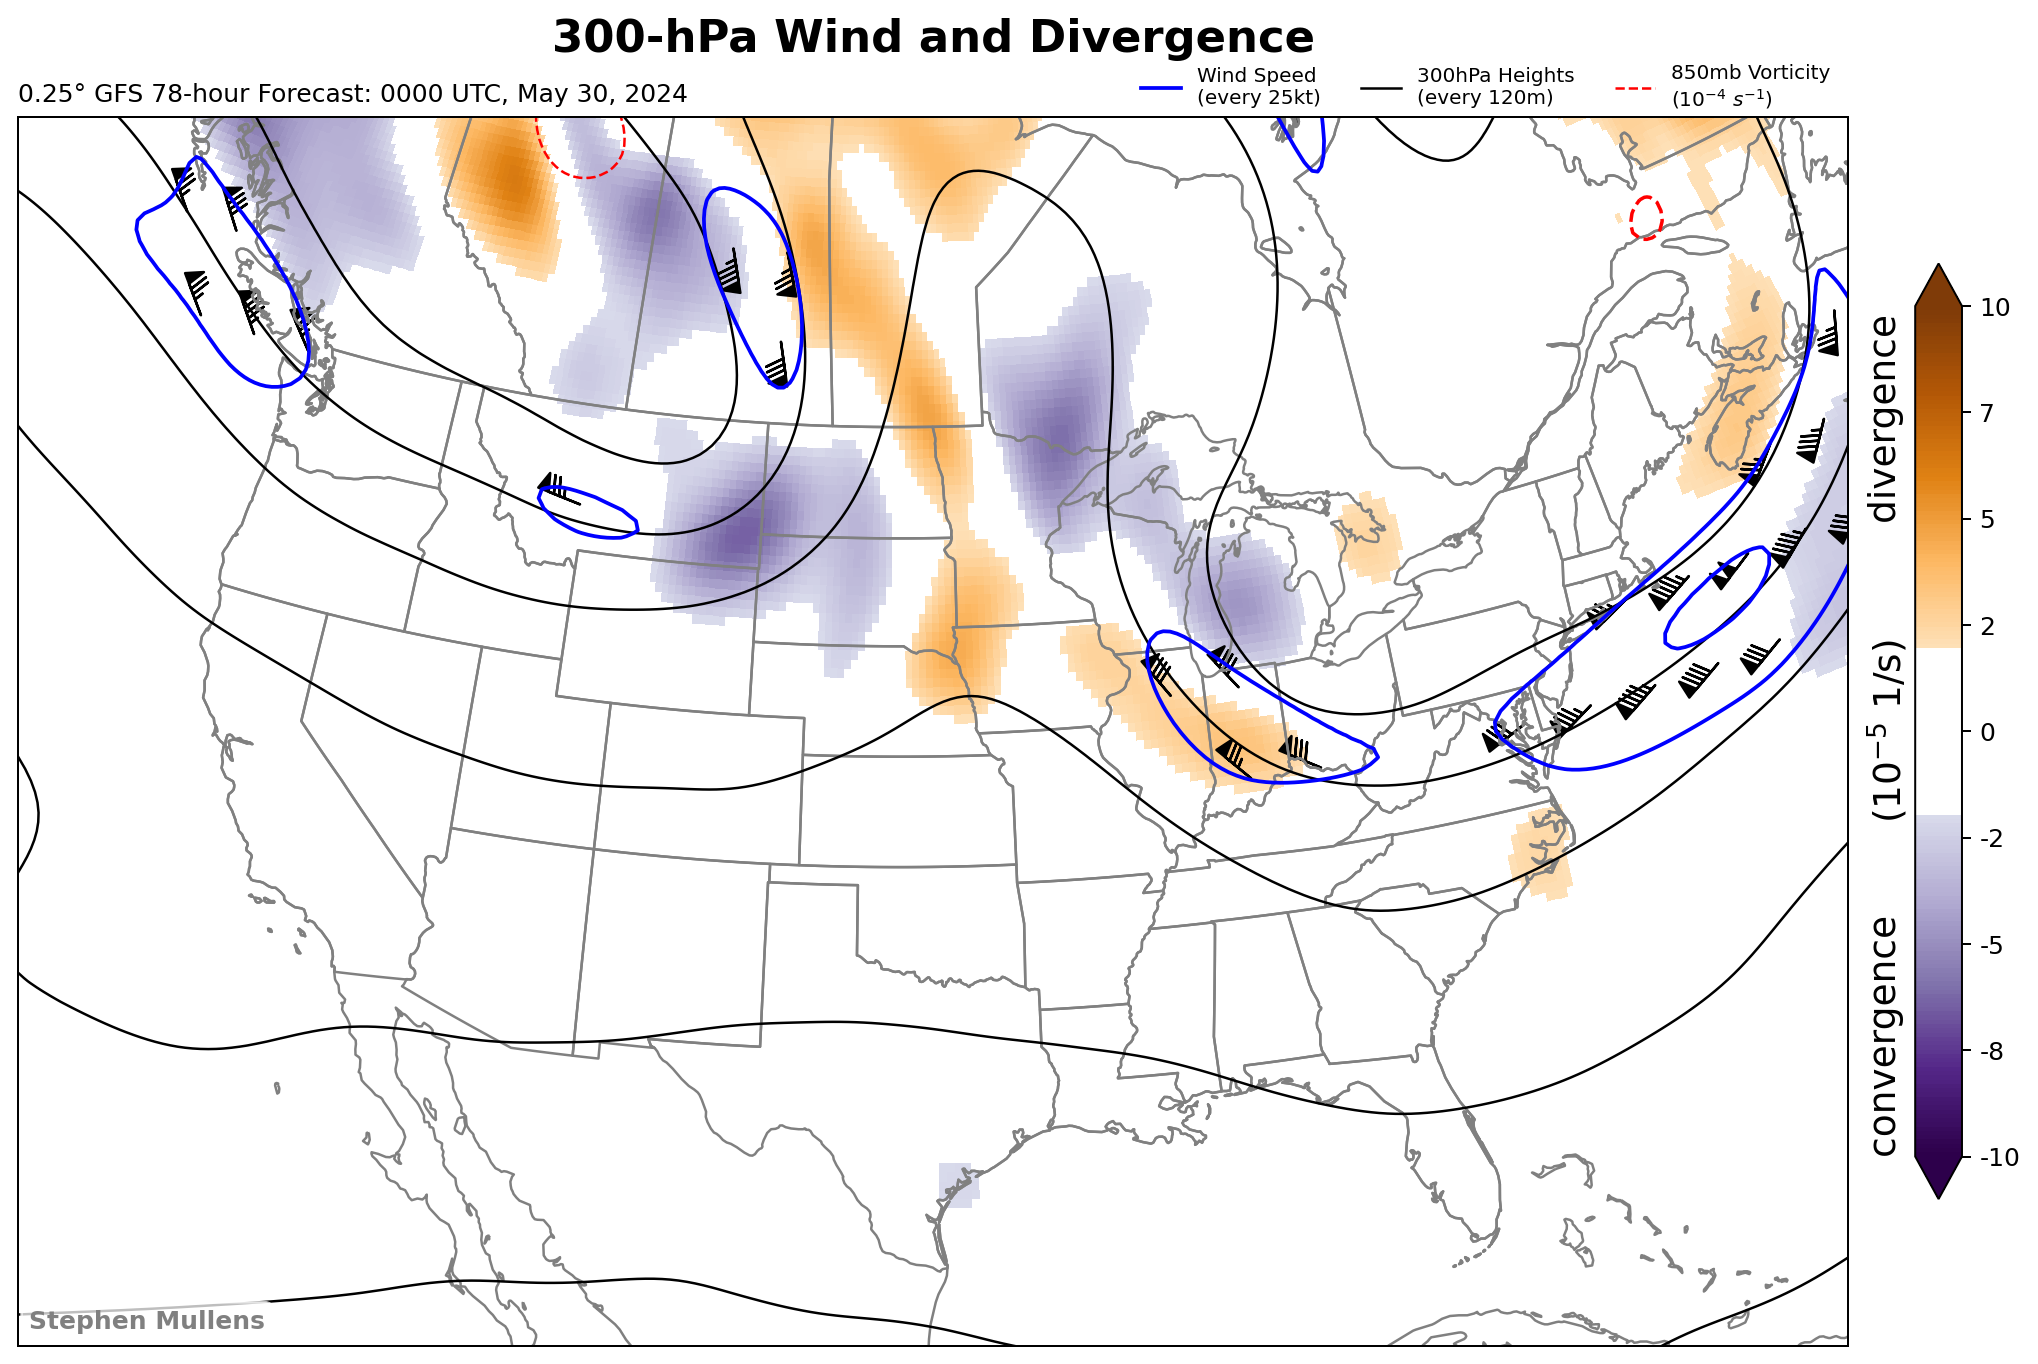 300-hPa Wind and Divergence
0.25° GFS 78-hour Forecast: 0000 UTC, May 30, 2024
Wind Speed
(every 25kt)
300hPa Heights
(every 120m)
850mb Vorticity
(10⁻⁴ s⁻¹)
10
7
5
2
0
-2
-5
-8
-10
convergence (10⁻⁵ 1/s) divergence
Stephen Mullens